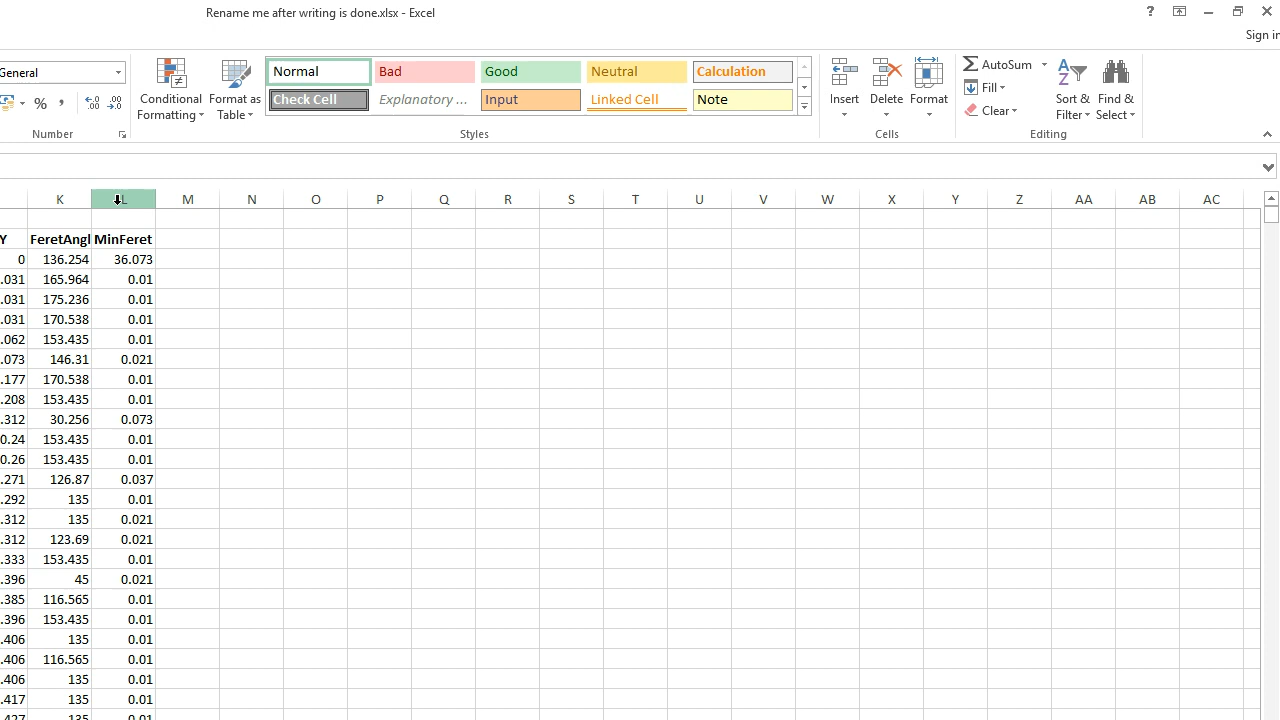 Rename me after writing is done.xlsx - Excel
?
Sign in
General
Conditional Formatting
Format as Table
Normal Bad Good Neutral Calculation
Check Cell Explanatory ... Input Linked Cell Note
Insert Delete Format
AutoSum
Fill
Clear
Sort & Filter
Find & Select
% ,
Number Styles Cells Editing
K L M N O P Q R S T U V W X Y Z AA AB AC
Y FeretAngl MinFeret
0 136.254 36.073
.031 165.964 0.01
.031 175.236 0.01
.031 170.538 0.01
.062 153.435 0.01
.073 146.31 0.021
.177 170.538 0.01
.208 153.435 0.01
.312 30.256 0.073
0.24 153.435 0.01
0.26 153.435 0.01
.271 126.87 0.037
.292 135 0.01
.312 135 0.021
.312 123.69 0.021
.333 153.435 0.01
.396 45 0.021
.385 116.565 0.01
.396 153.435 0.01
.406 135 0.01
.406 116.565 0.01
.406 135 0.01
.417 135 0.01
.427 135 0.01